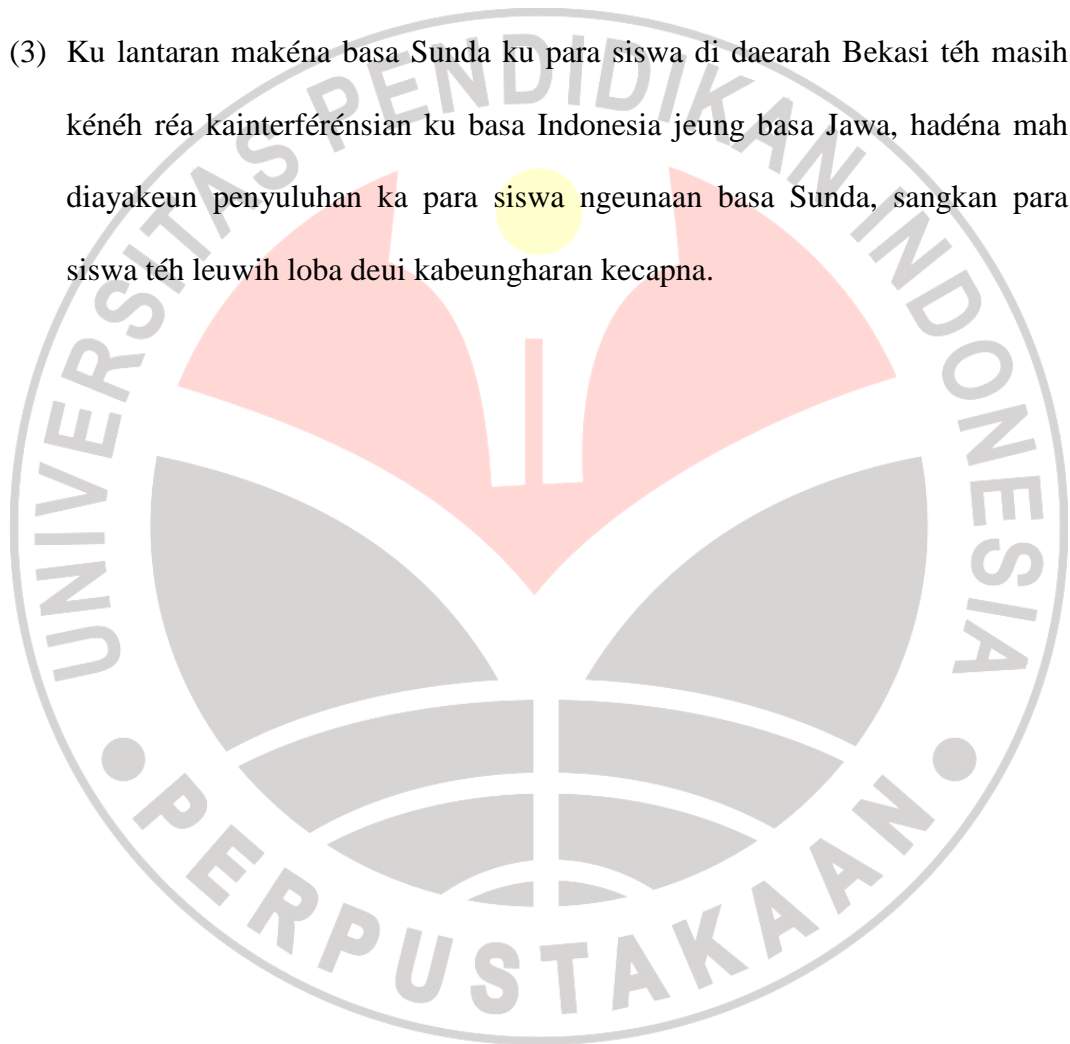 (3) Ku lantaran makéna basa Sunda ku para siswa di daearah Bekasi téh masih
kénéh réa kainterférénsian ku basa Indonesia jeung basa Jawa, hadéna mah
diayakeun penyuluhan ka para siswa ngeunaan basa Sunda, sangkan para
siswa téh leuwih loba deui kabeungharan kecapna.
UNIVERSITAS PENDIDIKAN INDONESIA
PERPUSTAKAAN